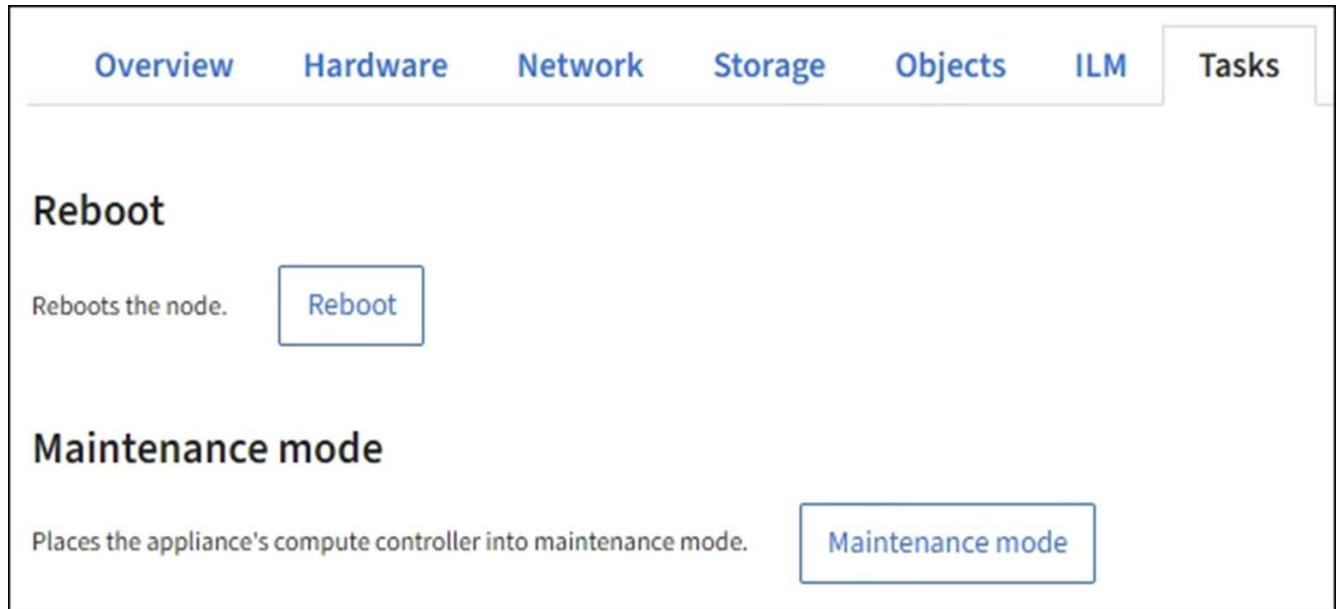 Overview Hardware Network Storage Objects ILM Tasks
Reboot
Reboots the node. Reboot
Maintenance mode
Places the appliance's compute controller into maintenance mode. Maintenance mode